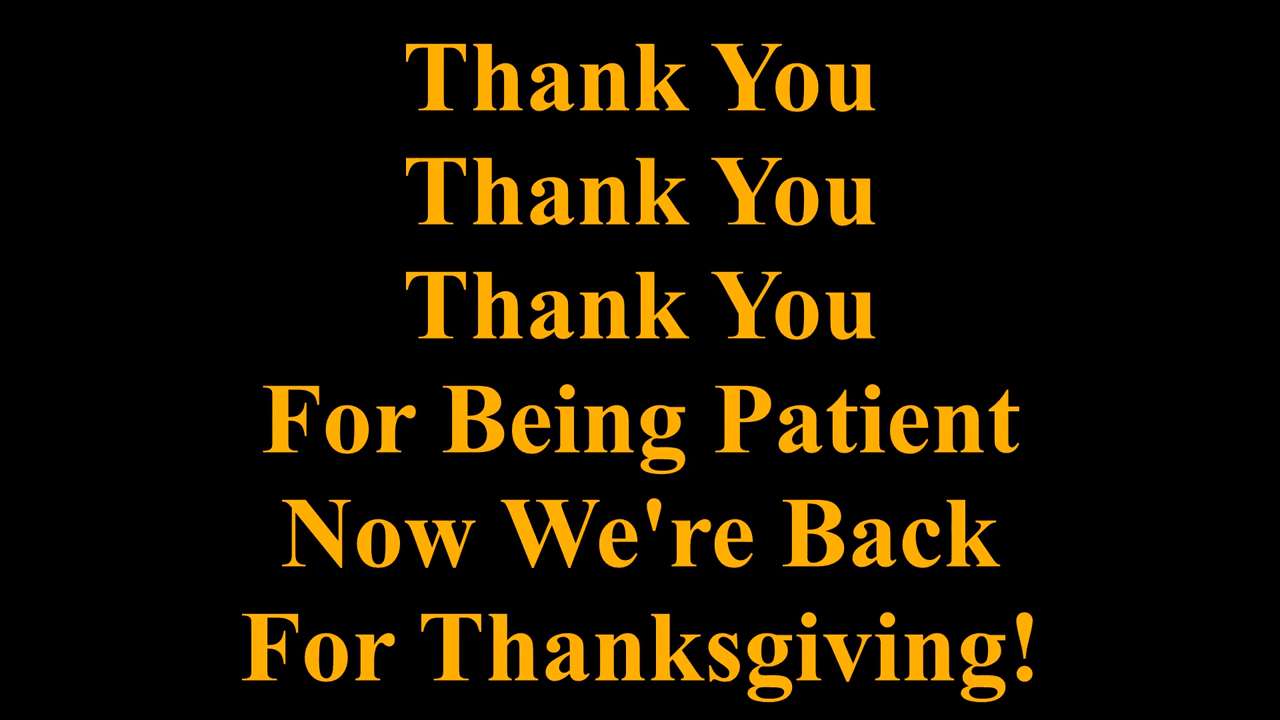 Thank You
Thank You
Thank You
For Being Patient
Now We're Back
For Thanksgiving!